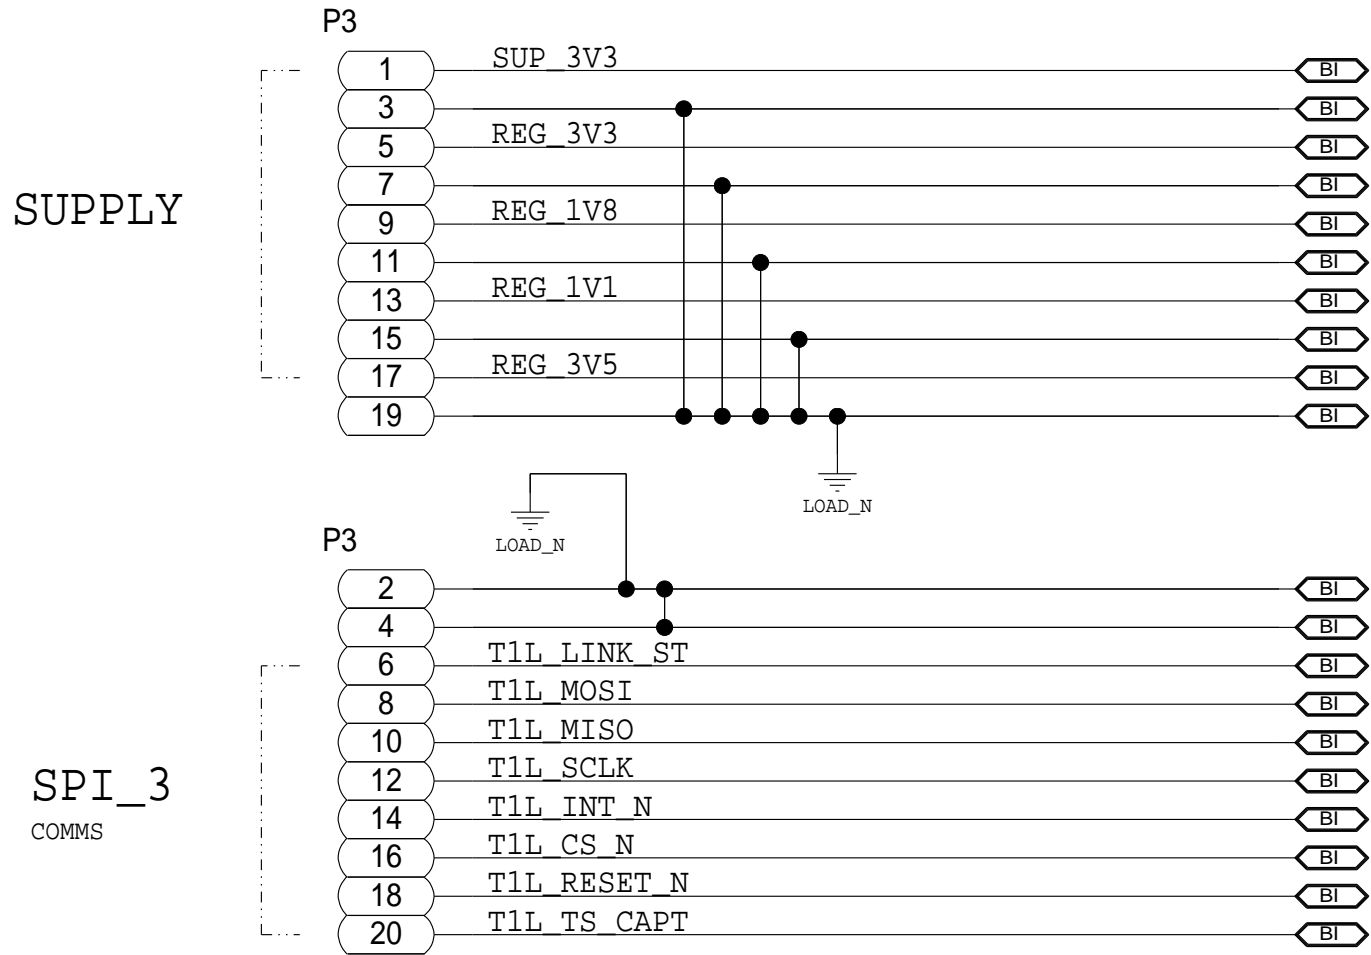 P3
1 SUP_3V3 BI
3 BI
5 REG_3V3 BI
7 BI
SUPPLY
9 REG_1V8 BI
11 BI
13 REG_1V1 BI
15 BI
17 REG_3V5 BI
19 BI
LOAD_N
LOAD_N
P3
2 BI
4 BI
6 T1L_LINK_ST BI
8 T1L_MOSI BI
10 T1L_MISO BI
SPI_3
COMMS
12 T1L_SCLK BI
14 T1L_INT_N BI
16 T1L_CS_N BI
18 T1L_RESET_N BI
20 T1L_TS_CAPT BI